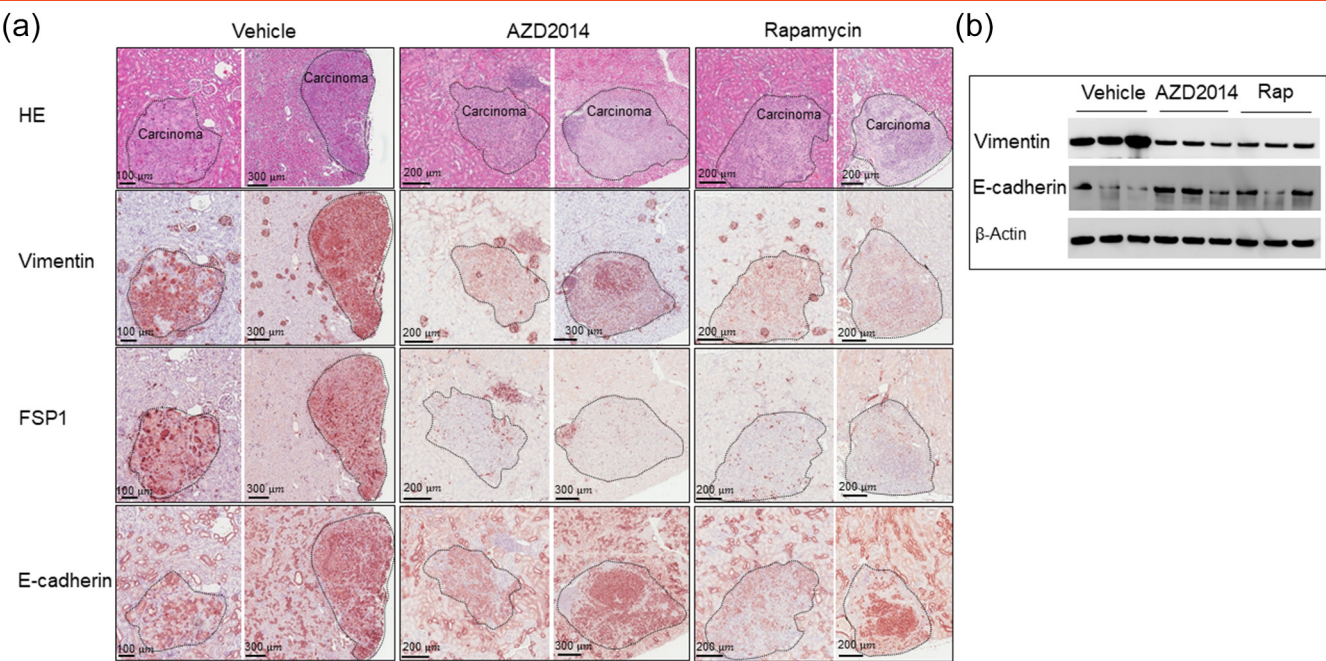 (a)
Vehicle
AZD2014
Rapamycin
(b)
HE
Carcinoma
Carcinoma
Carcinoma
Carcinoma
Carcinoma
Carcinoma
100 μm
300 μm
200 μm
200 μm
200 μm
Vimentin
100 μm
300 μm
200 μm
300 μm
200 μm
200 μm
FSP1
100 μm
300 μm
200 μm
300 μm
200 μm
200 μm
E-cadherin
100 μm
300 μm
200 μm
300 μm
200 μm
200 μm
Vehicle AZD2014 Rap
Vimentin
E-cadherin
β-Actin